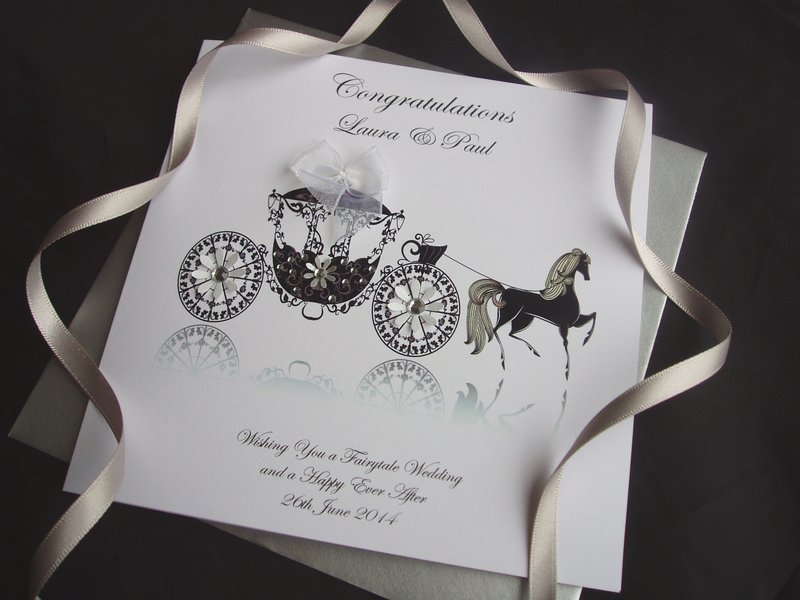 Congratulations
Laura & Paul
Wishing You a Fairytale Wedding
and a Happy Ever After
26th June 2014